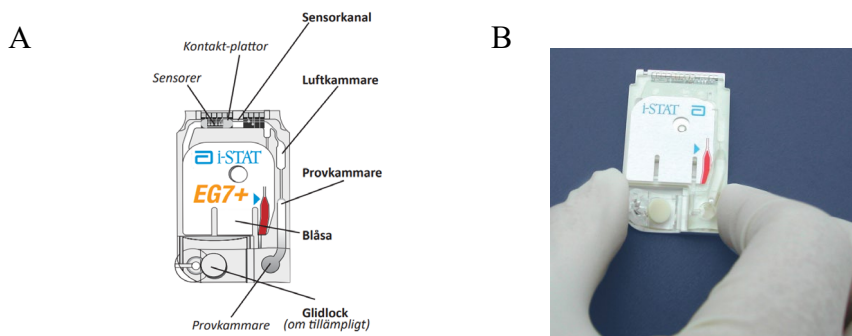 A
B
Sensorkanal
Kontakt-plattor
Sensorer
Luftkammare
i-STAT
EG7+
Provkammare
Blåsa
Glidlock
(om tillämpligt)
Provkammare
i-STAT